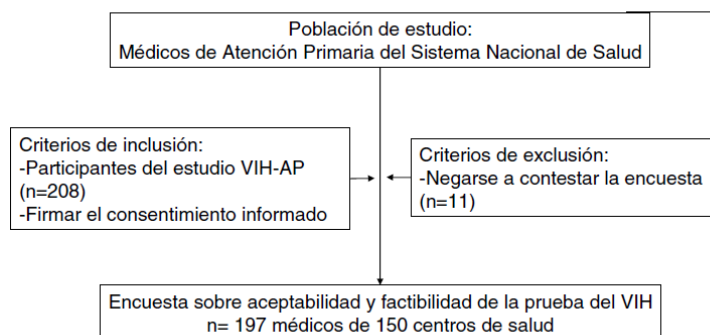 Población de estudio:
Médicos de Atención Primaria del Sistema Nacional de Salud
Criterios de inclusión:
-Participantes del estudio VIH-AP
(n=208)
-Firmar el consentimiento informado
Criterios de exclusión:
-Negarse a contestar la encuesta
(n=11)
Encuesta sobre aceptabilidad y factibilidad de la prueba del VIH
n= 197 médicos de 150 centros de salud